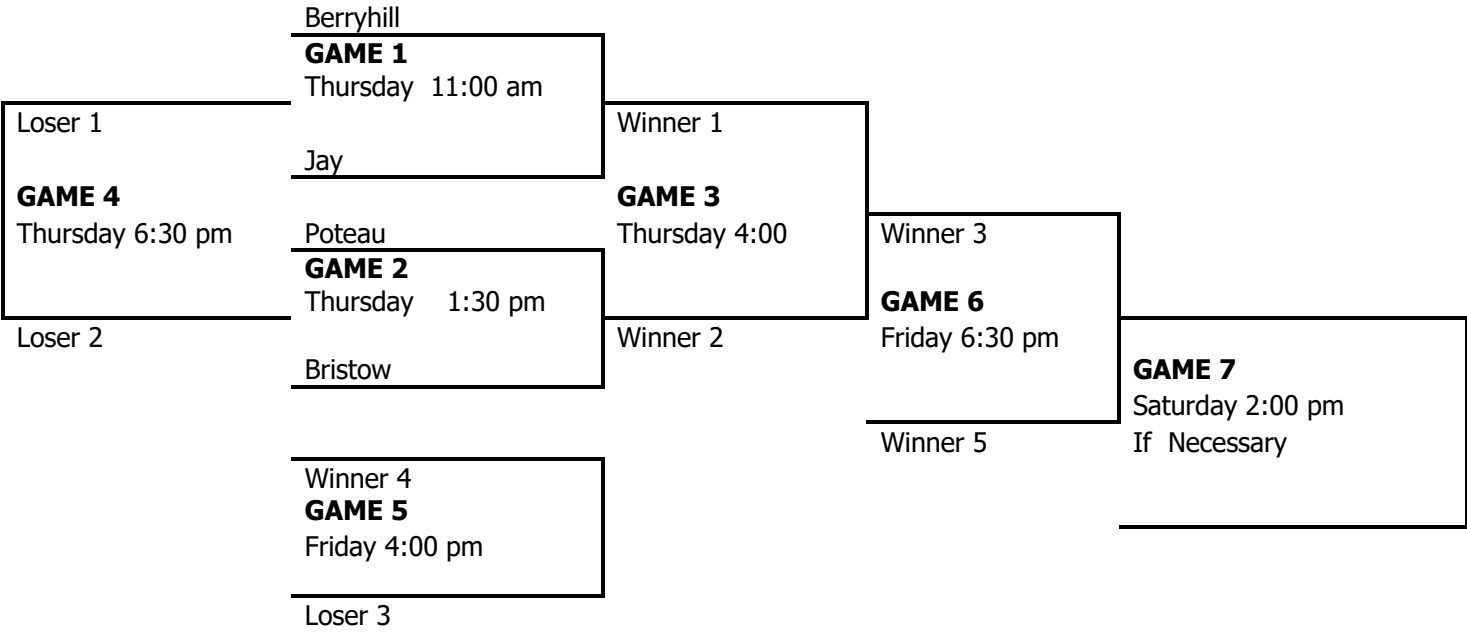 Berryhill
GAME 1
Thursday 11:00 am
Loser 1
Winner 1
Jay
GAME 4
GAME 3
Thursday 6:30 pm
Poteau
Thursday 4:00
Winner 3
GAME 2
Thursday 1:30 pm
GAME 6
Loser 2
Winner 2
Friday 6:30 pm
Bristow
GAME 7
Saturday 2:00 pm
Winner 5
If Necessary
Winner 4
GAME 5
Friday 4:00 pm
Loser 3